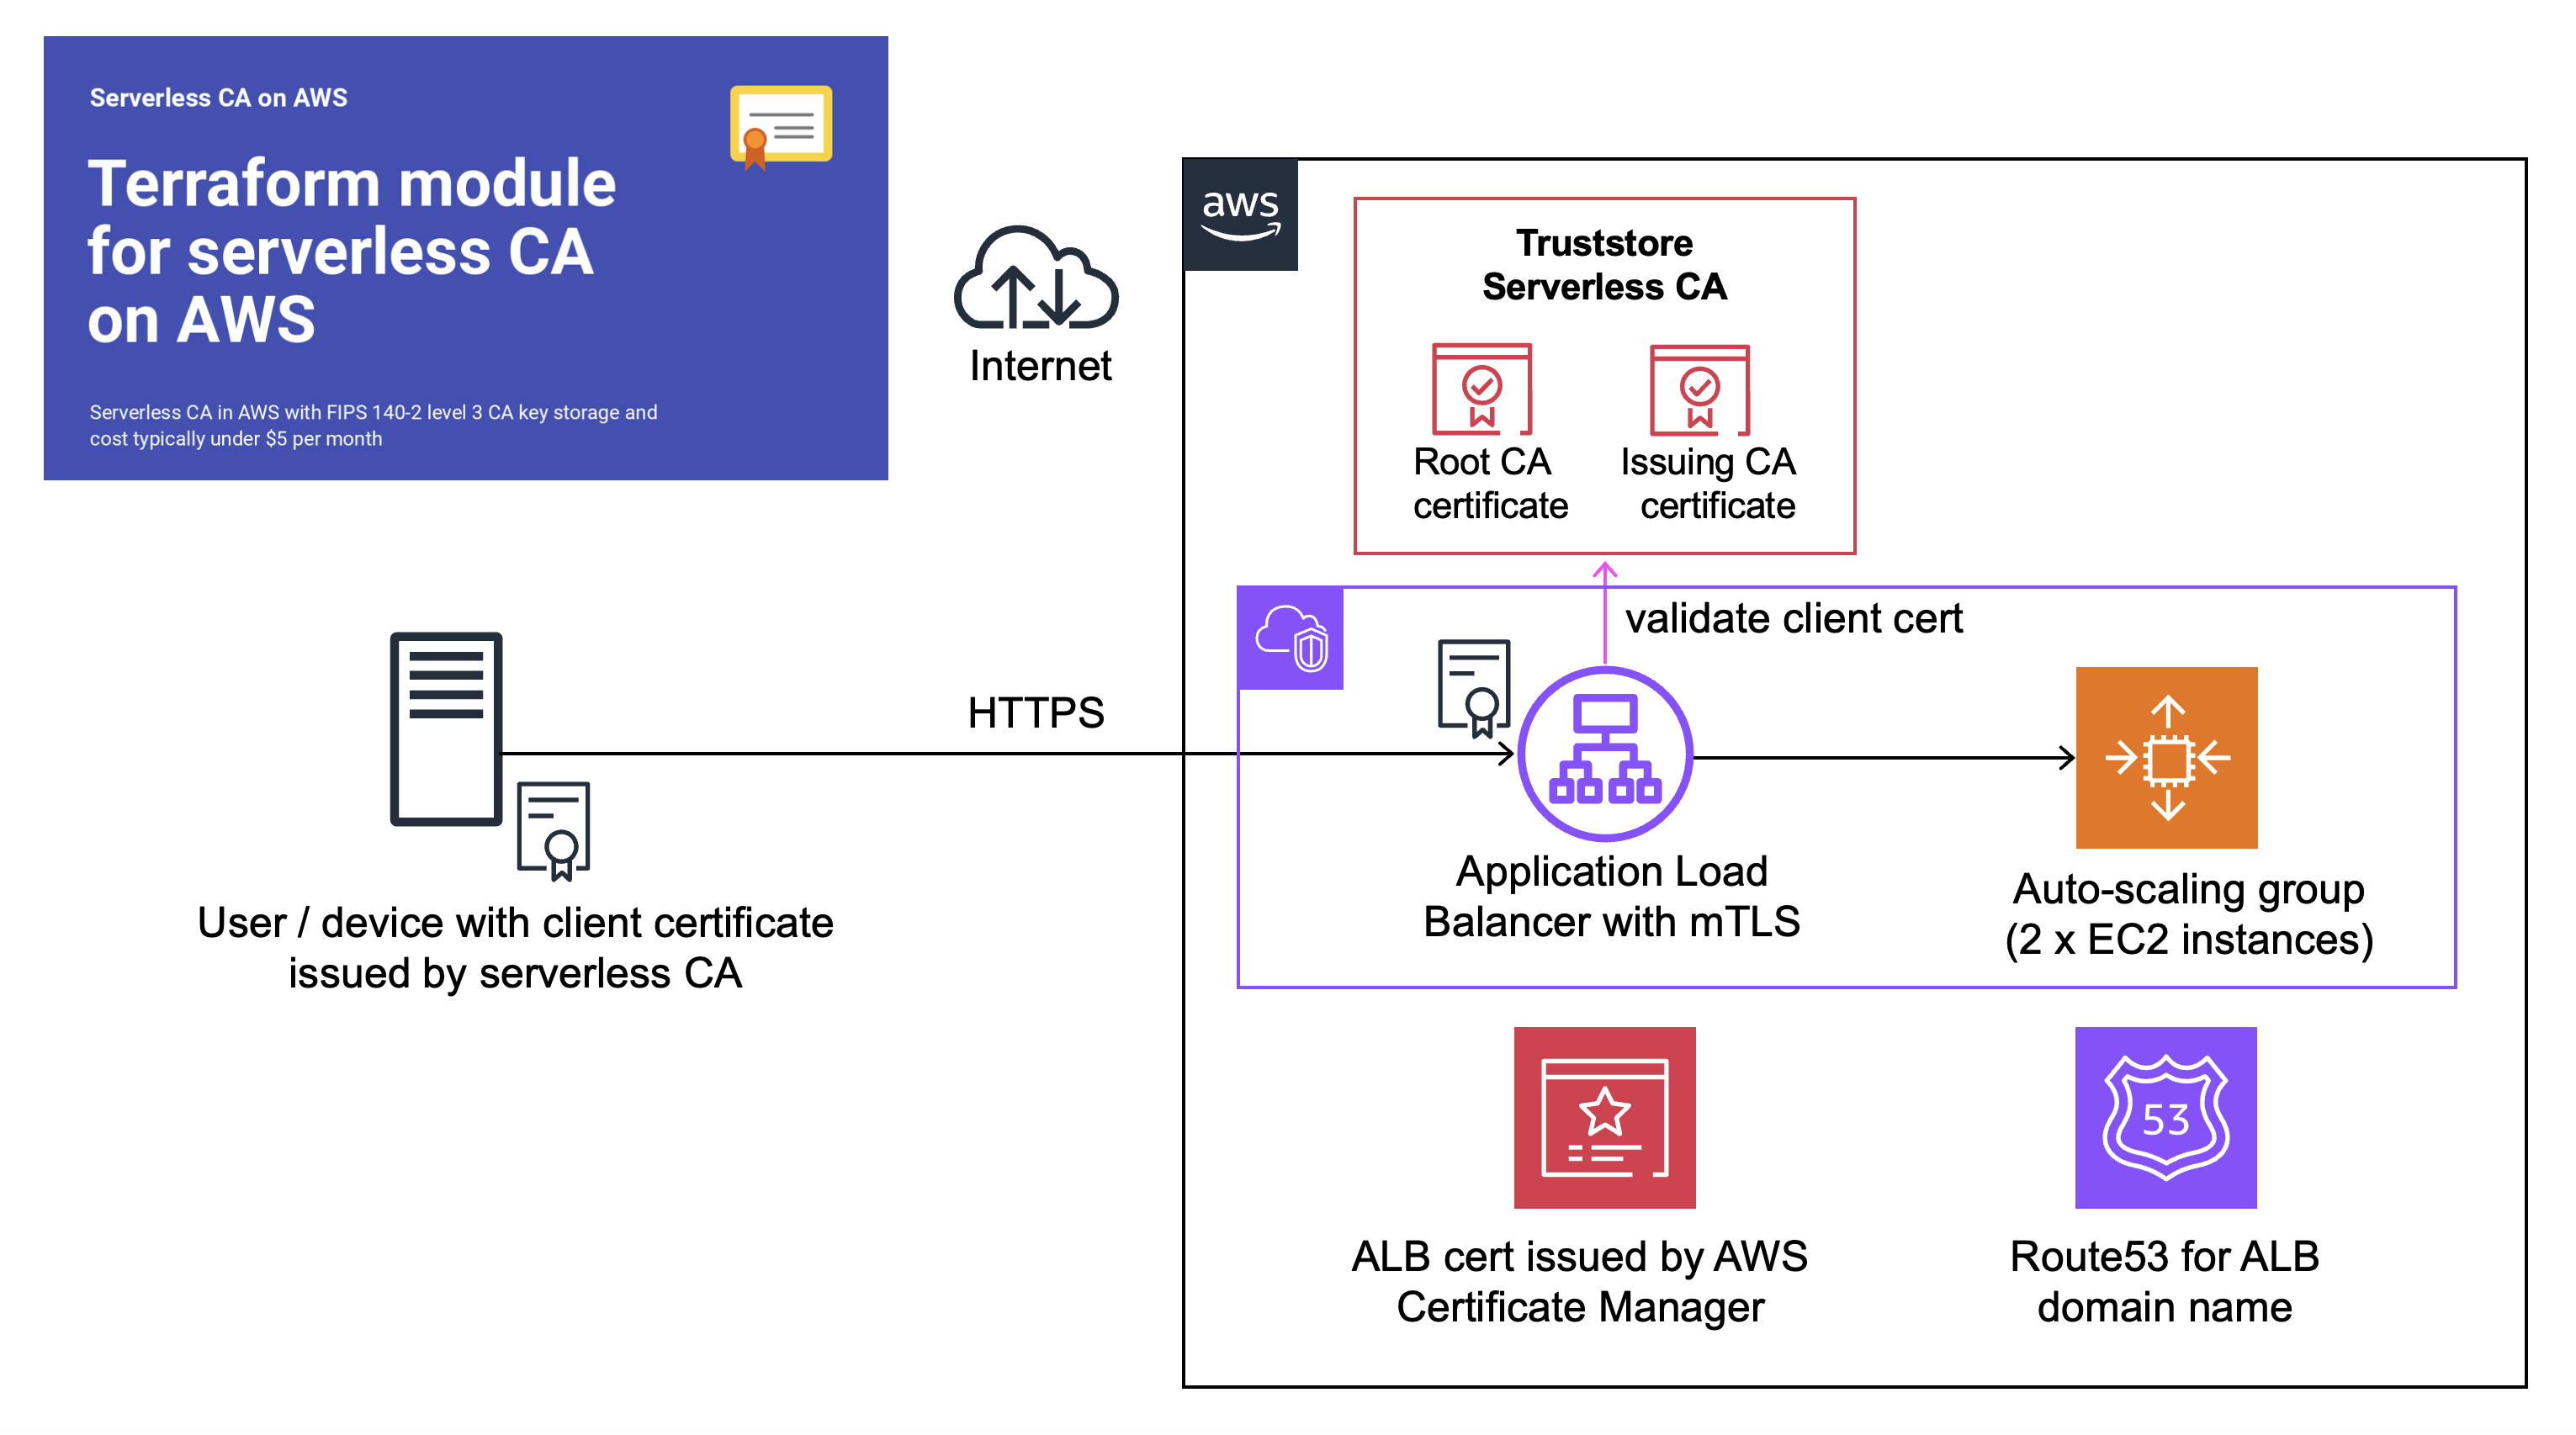 Serverless CA on AWS
Terraform module
for serverless CA
on AWS
Serverless CA in AWS with FIPS 140-2 level 3 CA key storage and
cost typically under $5 per month
Internet
aws
Truststore
Serverless CA
Root CA
certificate
Issuing CA
certificate
validate client cert
HTTPS
User / device with client certificate
issued by serverless CA
Application Load
Balancer with mTLS
Auto-scaling group
(2 x EC2 instances)
ALB cert issued by AWS
Certificate Manager
53
Route53 for ALB
domain name